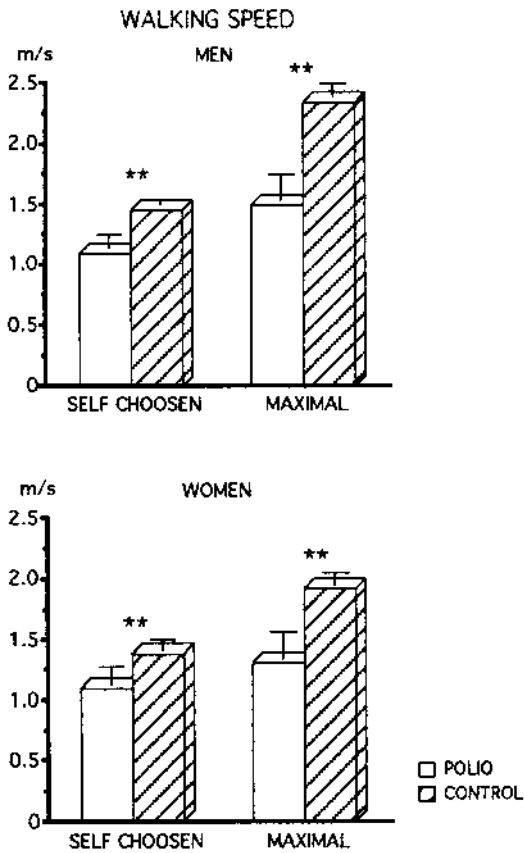 WALKING SPEED
m/s MEN
**
2.5
2.0
**
1.5
1.0
0.5
0
SELF CHOOSEN MAXIMAL
m/s WOMEN
2.5
**
2.0
**
1.5
1.0
0.5
0
SELF CHOOSEN MAXIMAL
POLIO
CONTROL